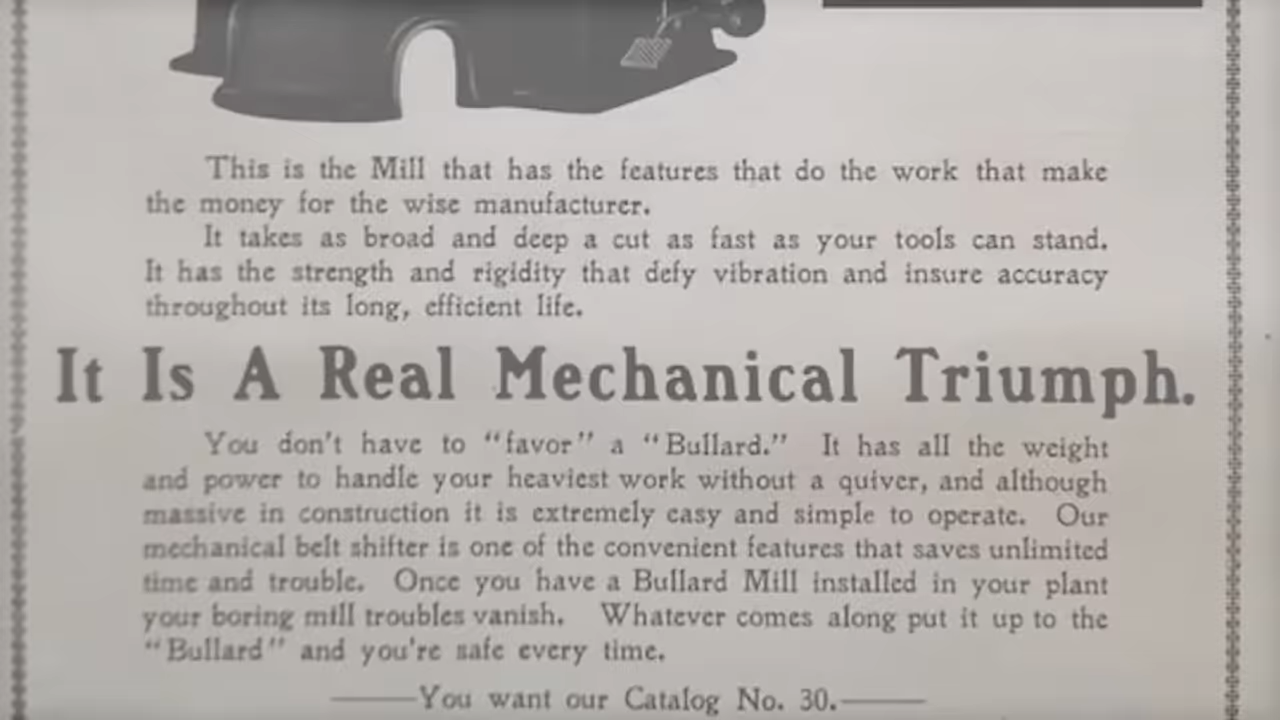 This is the Mill that has the features that do the work that make
the money for the wise manufacturer.
It takes as broad and deep a cut as fast as your tools can stand.
It has the strength and rigidity that defy vibration and insure accuracy
throughout its long, efficient life.
It Is A Real Mechanical Triumph.
You don't have to “favor” a “Bullard.” It has all the weight
and power to handle your heaviest work without a quiver, and although
massive in construction it is extremely easy and simple to operate. Our
mechanical belt shifter is one of the convenient features that saves unlimited
time and trouble. Once you have a Bullard Mill installed in your plant
your boring mill troubles vanish. Whatever comes along put it up to the
“Bullard” and you're safe every time.
——You want our Catalog No. 30.——